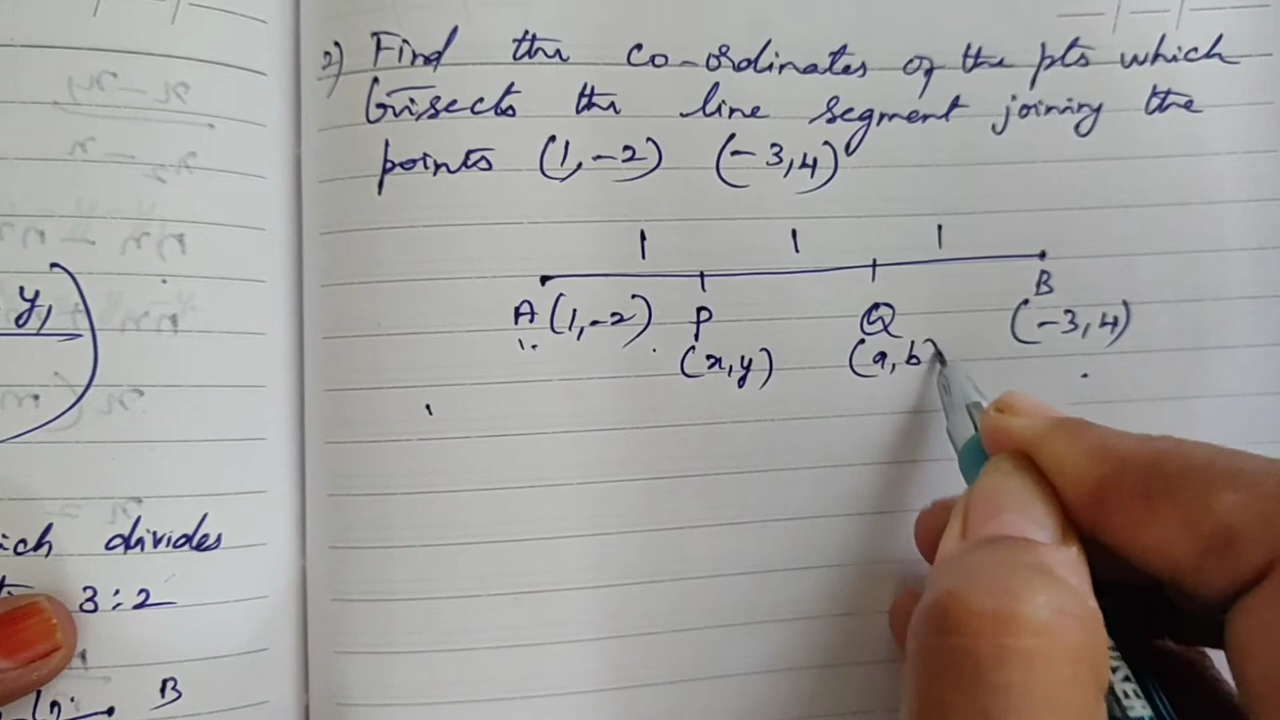 y₁
ich divides
3:2
B
2) Find the co-ordinates of the pts which
trisects the line segment joining the
points (1,-2) (-3,4)
1 1 1
A (1,-2) P Q B
(x,y) (a,b) (-3,4)